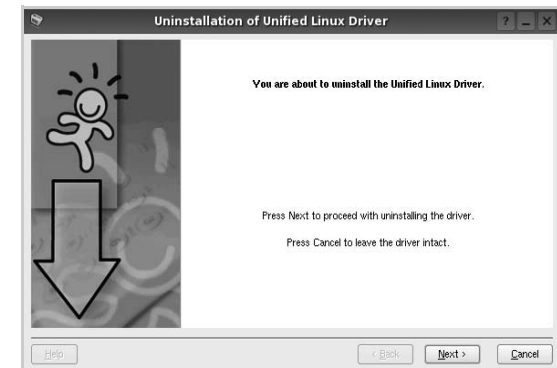 Uninstallation of Unified Linux Driver
You are about to uninstall the Unified Linux Driver.
Press Next to proceed with uninstalling the driver.
Press Cancel to leave the driver intact.
Help
< Back
Next >
Cancel